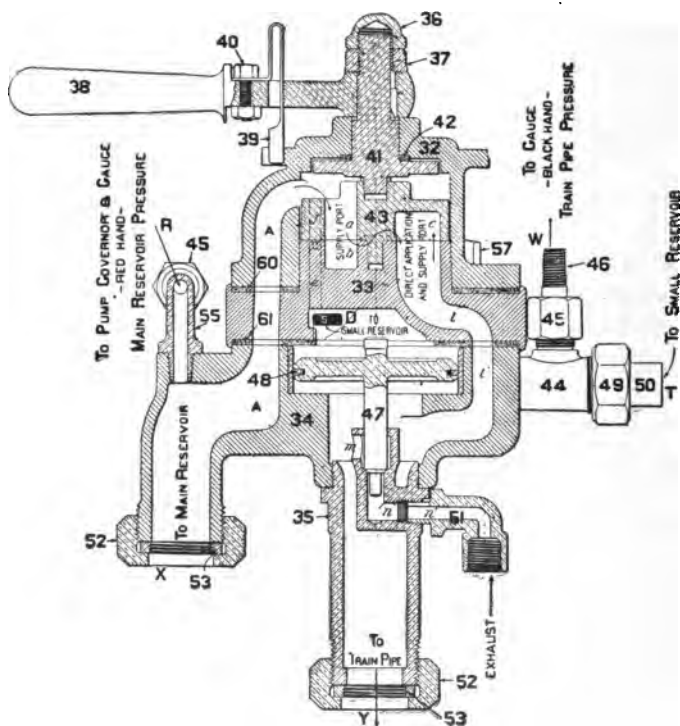 36
40
37
38
42
32
39
41
TO GAUGE
-BLACK HAND-
TRAIN PIPE PRESSURE
TO PUMP GOVERNOR & GAUGE
-RED HAND-
MAIN RESERVOIR PRESSURE
R
45
A
SUPPLY PORT
a
b
43
DIRECT APPLICATION
AND SUPPLY PORT
57
W
46
TO SMALL RESERVOIR
60
33
55
61
D TO
SMALL RESERVOIR
l
45
48
l
44
49
50
T
A
34
47
m
TO MAIN RESERVOIR
35
n
n
51
52
53
X
EXHAUST
TO
TRAIN PIPE
52
Y
53